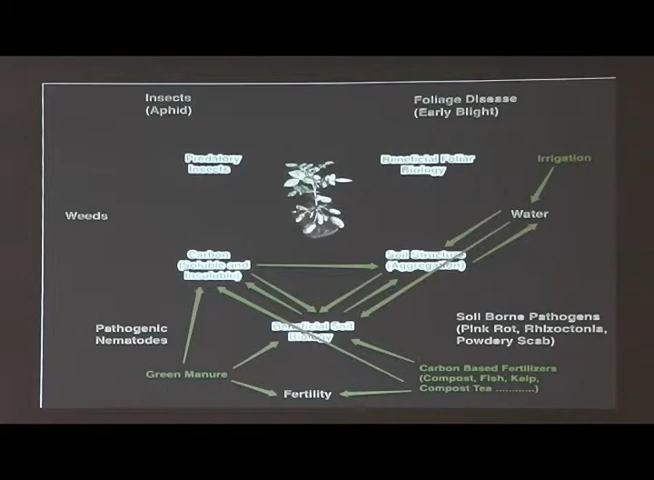 Insects
(Aphid)
Foliage Disease
(Early Blight)
Predatory
Insects
Beneficial Foliar
Biology
Irrigation
Weeds
Water
Carbon
(Soluble and
Insoluble)
Soil Structure
(Aggregation)
Pathogenic
Nematodes
Beneficial Soil
Biology
Soil Borne Pathogens
(Pink Rot, Rhizoctonia,
Powdary Scab)
Green Manure
Carbon Based Fertilizers
(Compost, Fish, Kelp,
Compost Tea ...........)
Fertility